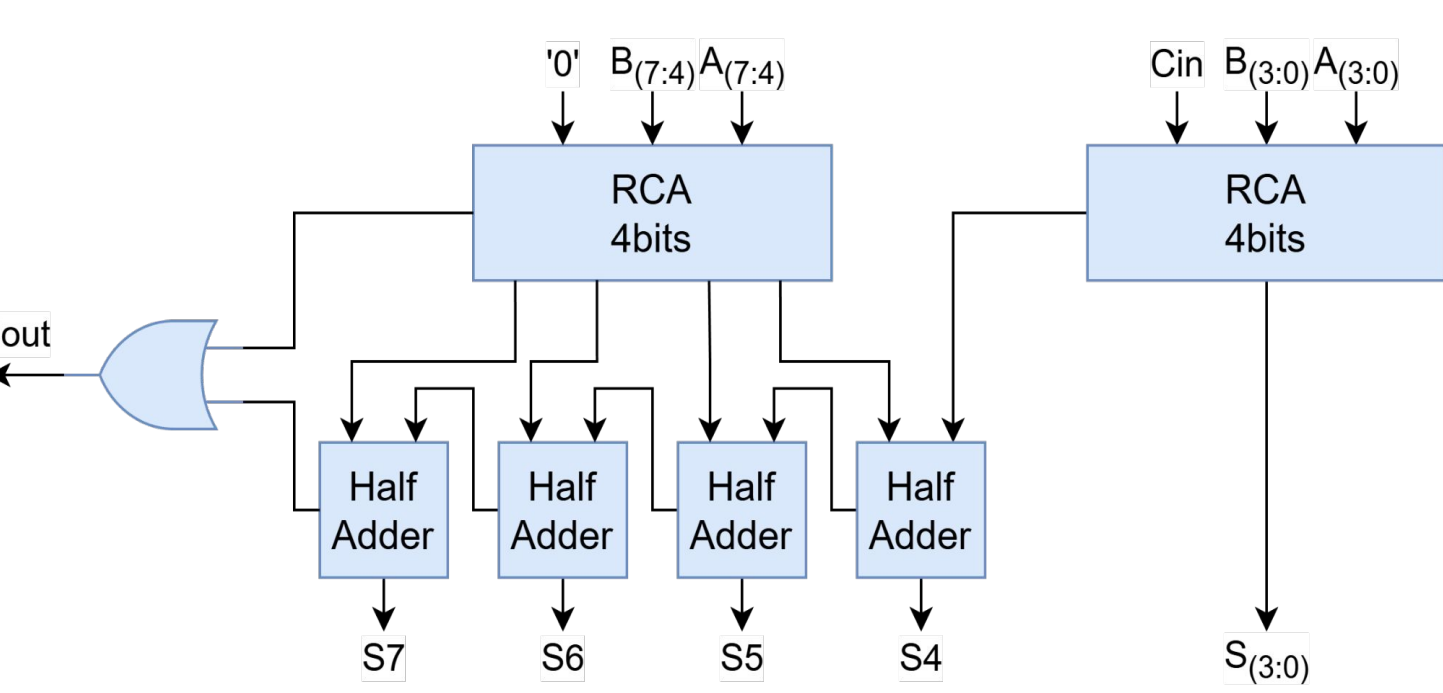 '0' B(7:4) A(7:4) Cin B(3:0) A(3:0)
RCA
4bits
RCA
4bits
out
Half
Adder
Half
Adder
Half
Adder
Half
Adder
S7 S6 S5 S4 S(3:0)